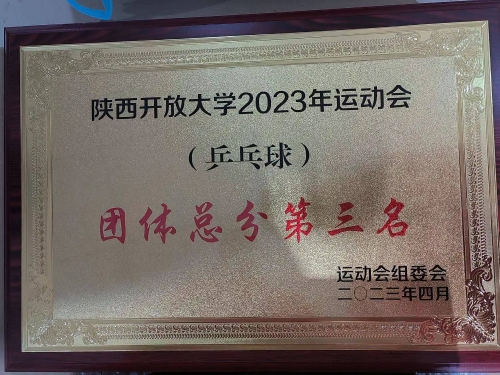 陕西开放大学2023年运动会
（乒乓球）
团体总分第三名
运动会组委会
二〇二三年四月